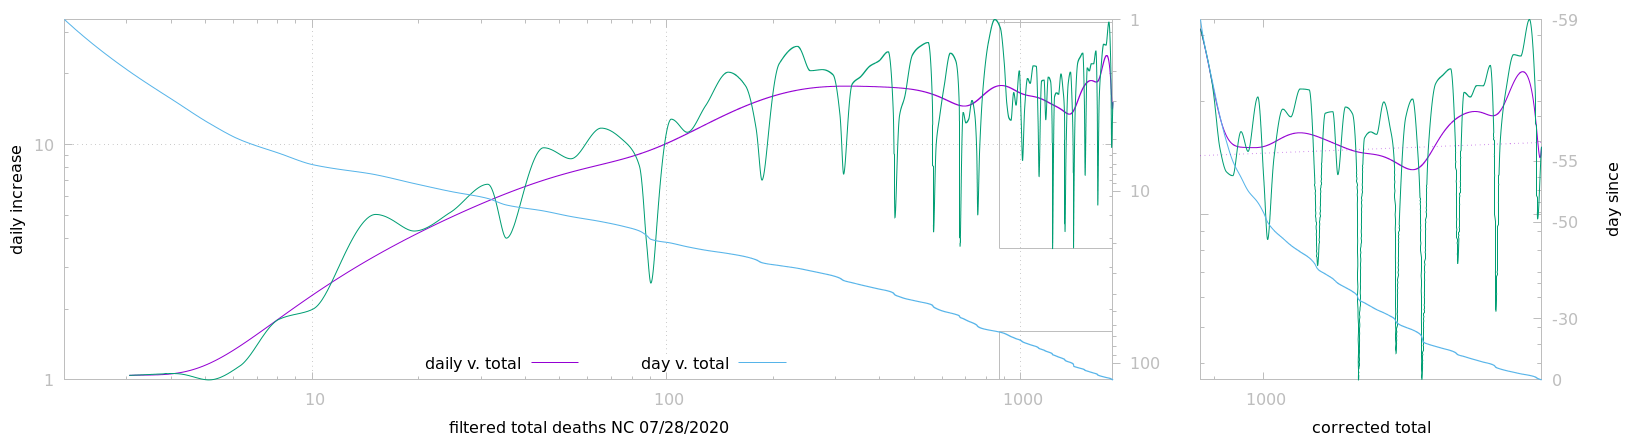 daily increase
10
1
daily v. total
day v. total
1
10
100
10
100
1000
filtered total deaths NC 07/28/2020
-59
-55
-50
-30
0
day since
1000
corrected total